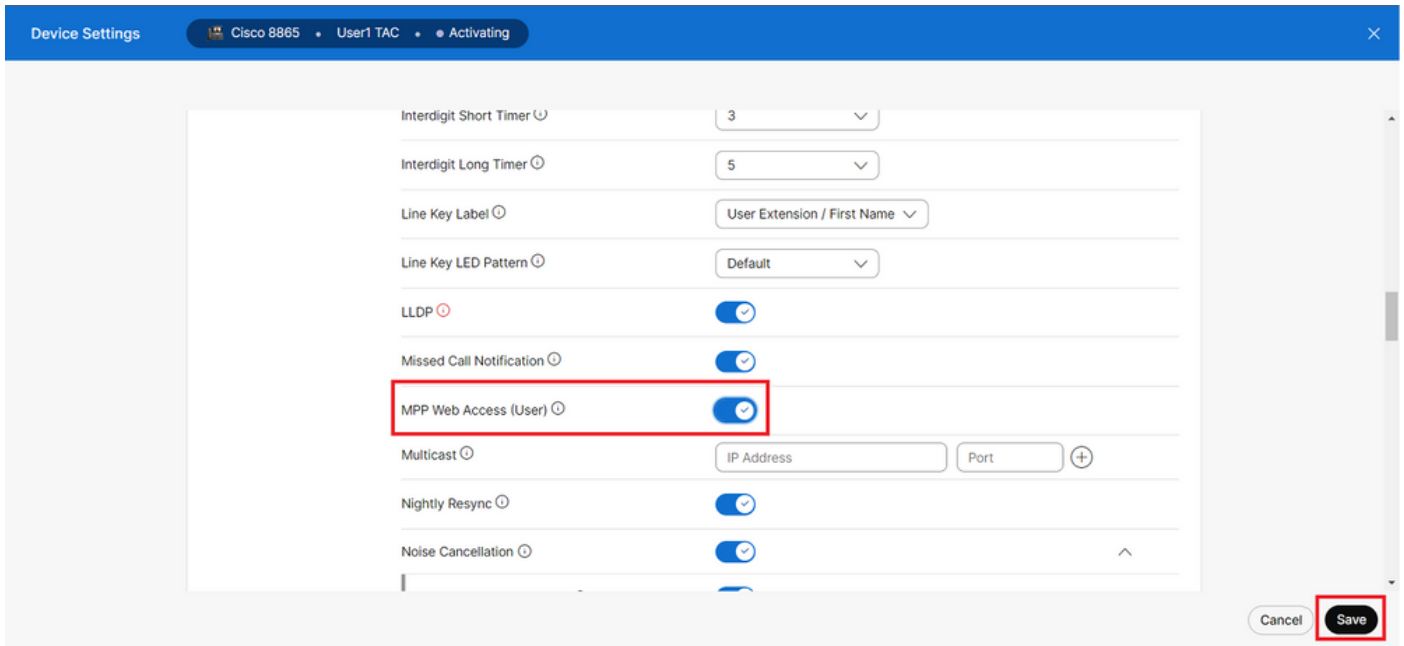 Device Settings
Cisco 8865 • User1 TAC • Activating
Interdigit Short Timer 3
Interdigit Long Timer 5
Line Key Label User Extension / First Name
Line Key LED Pattern Default
LLDP
Missed Call Notification
MPP Web Access (User)
Multicast IP Address Port
Nightly Resync
Noise Cancellation
Cancel Save